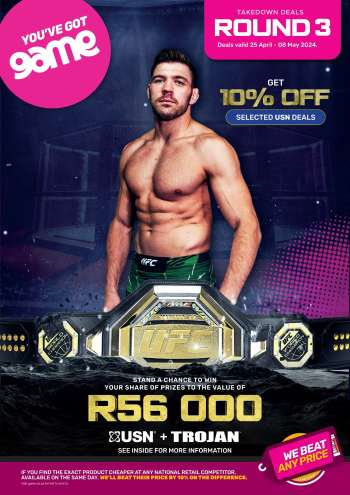 YOU'VE GOT
game
TAKEDOWN DEALS
ROUND 3
Deals valid 25 April - 08 May 2024.
GET
10% OFF
SELECTED USN DEALS
UFC
UFC
STAND A CHANCE TO WIN
YOUR SHARE OF PRIZES TO THE VALUE OF
R56 000
USN + TROJAN
SEE INSIDE FOR MORE INFORMATION
WE BEAT
ANY PRICE
IF YOU FIND THE EXACT PRODUCT CHEAPER AT ANY NATIONAL RETAIL COMPETITOR.
AVAILABLE ON THE SAME DAY. WE'LL BEAT THEIR PRICE BY 10% ON THE DIFFERENCE.